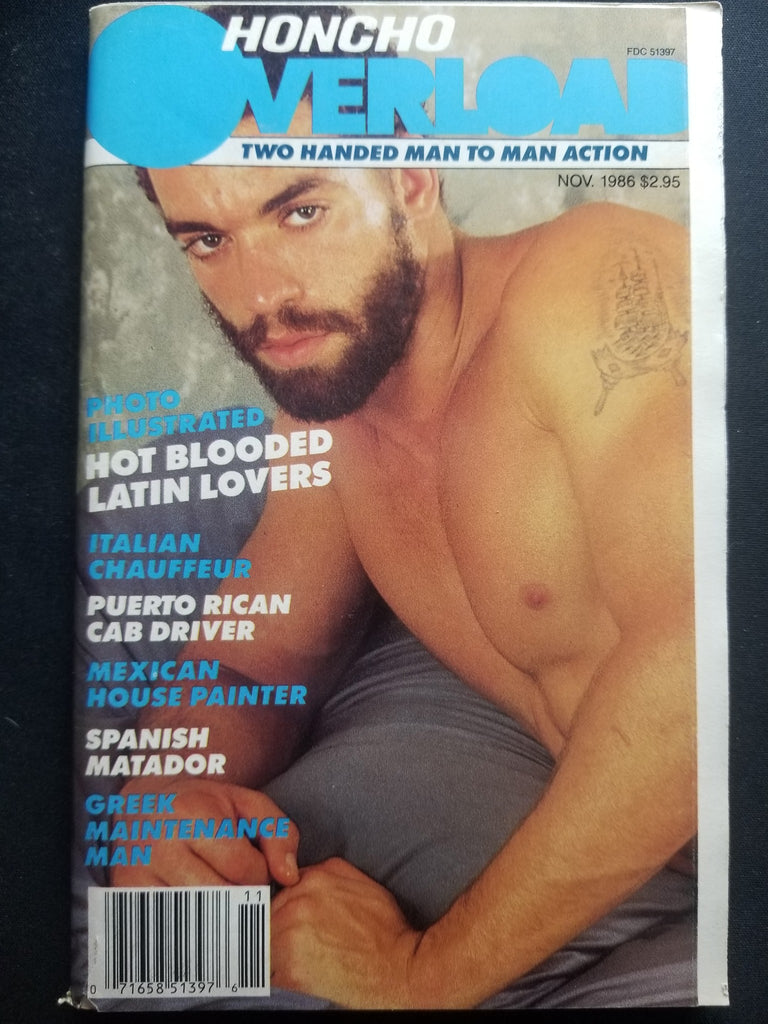 HONCHO
FDC 51397
OVERLOAD
TWO HANDED MAN TO MAN ACTION
NOV. 1986 $2.95
PHOTO
ILLUSTRATED
HOT BLOODED
LATIN LOVERS
ITALIAN
CHAUFFEUR
PUERTO RICAN
CAB DRIVER
MEXICAN
HOUSE PAINTER
SPANISH
MATADOR
GREEK
MAINTENANCE
MAN
11
0 71658 51397 6